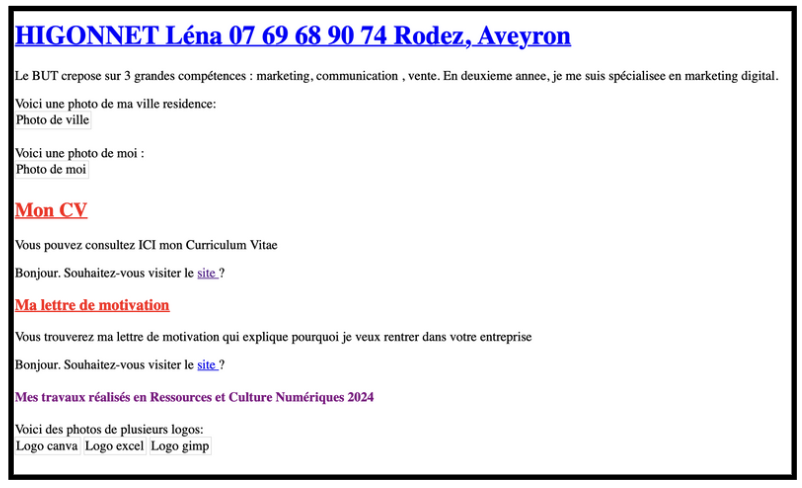 HIGONNET Léna 07 69 68 90 74 Rodez, Aveyron
Le BUT crepose sur 3 grandes compétences : marketing, communication , vente. En deuxieme annee, je me suis spécialisee en marketing digital.
Voici une photo de ma ville residence:
Photo de ville
Voici une photo de moi :
Photo de moi
Mon CV
Vous pouvez consultez ICI mon Curriculum Vitae
Bonjour. Souhaitez-vous visiter le site ?
Ma lettre de motivation
Vous trouverez ma lettre de motivation qui explique pourquoi je veux rentrer dans votre entreprise
Bonjour. Souhaitez-vous visiter le site ?
Mes travaux réalisés en Ressources et Culture Numériques 2024
Voici des photos de plusieurs logos:
Logo canva Logo excel Logo gimp